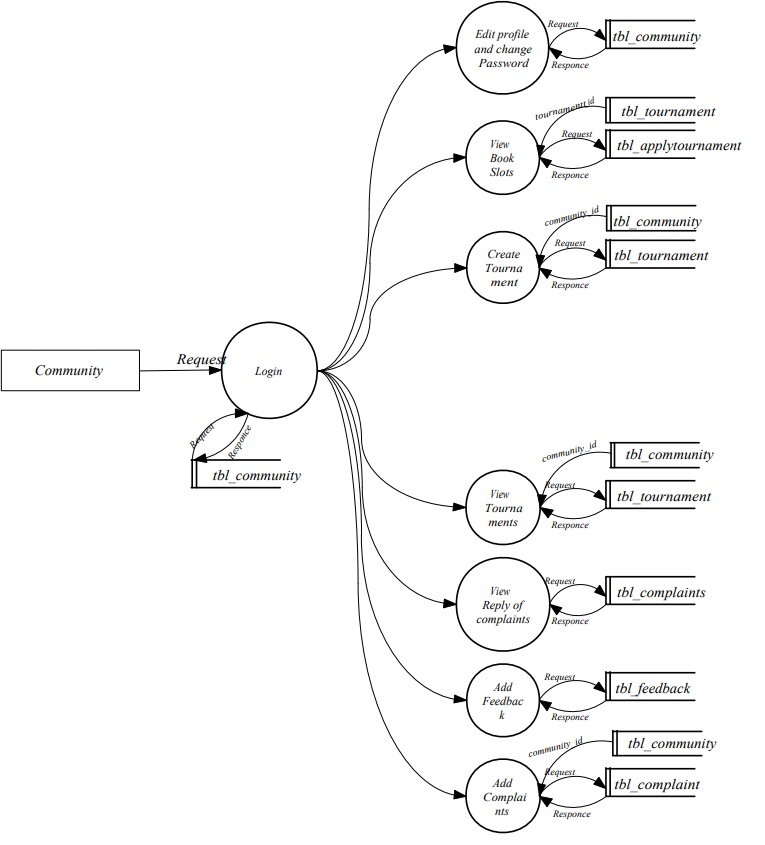 Edit profile
and change
Password
Request
Responce
tbl_community
tournamentt_id
tbl_tournament
View
Book
Slots
Request
Responce
tbl_applytournament
community_id
tbl_community
Create
Tourna
ment
Request
Responce
tbl_tournament
Community
Request
Login
Request
Responce
tbl_community
community_id
tbl_community
View
Tourna
ments
Request
Responce
tbl_tournament
View
Reply of
complaints
Request
Responce
tbl_complaints
Add
Feedbac
k
Request
Responce
tbl_feedback
community_id
tbl_community
Add
Complai
nts
Request
Responce
tbl_complaint